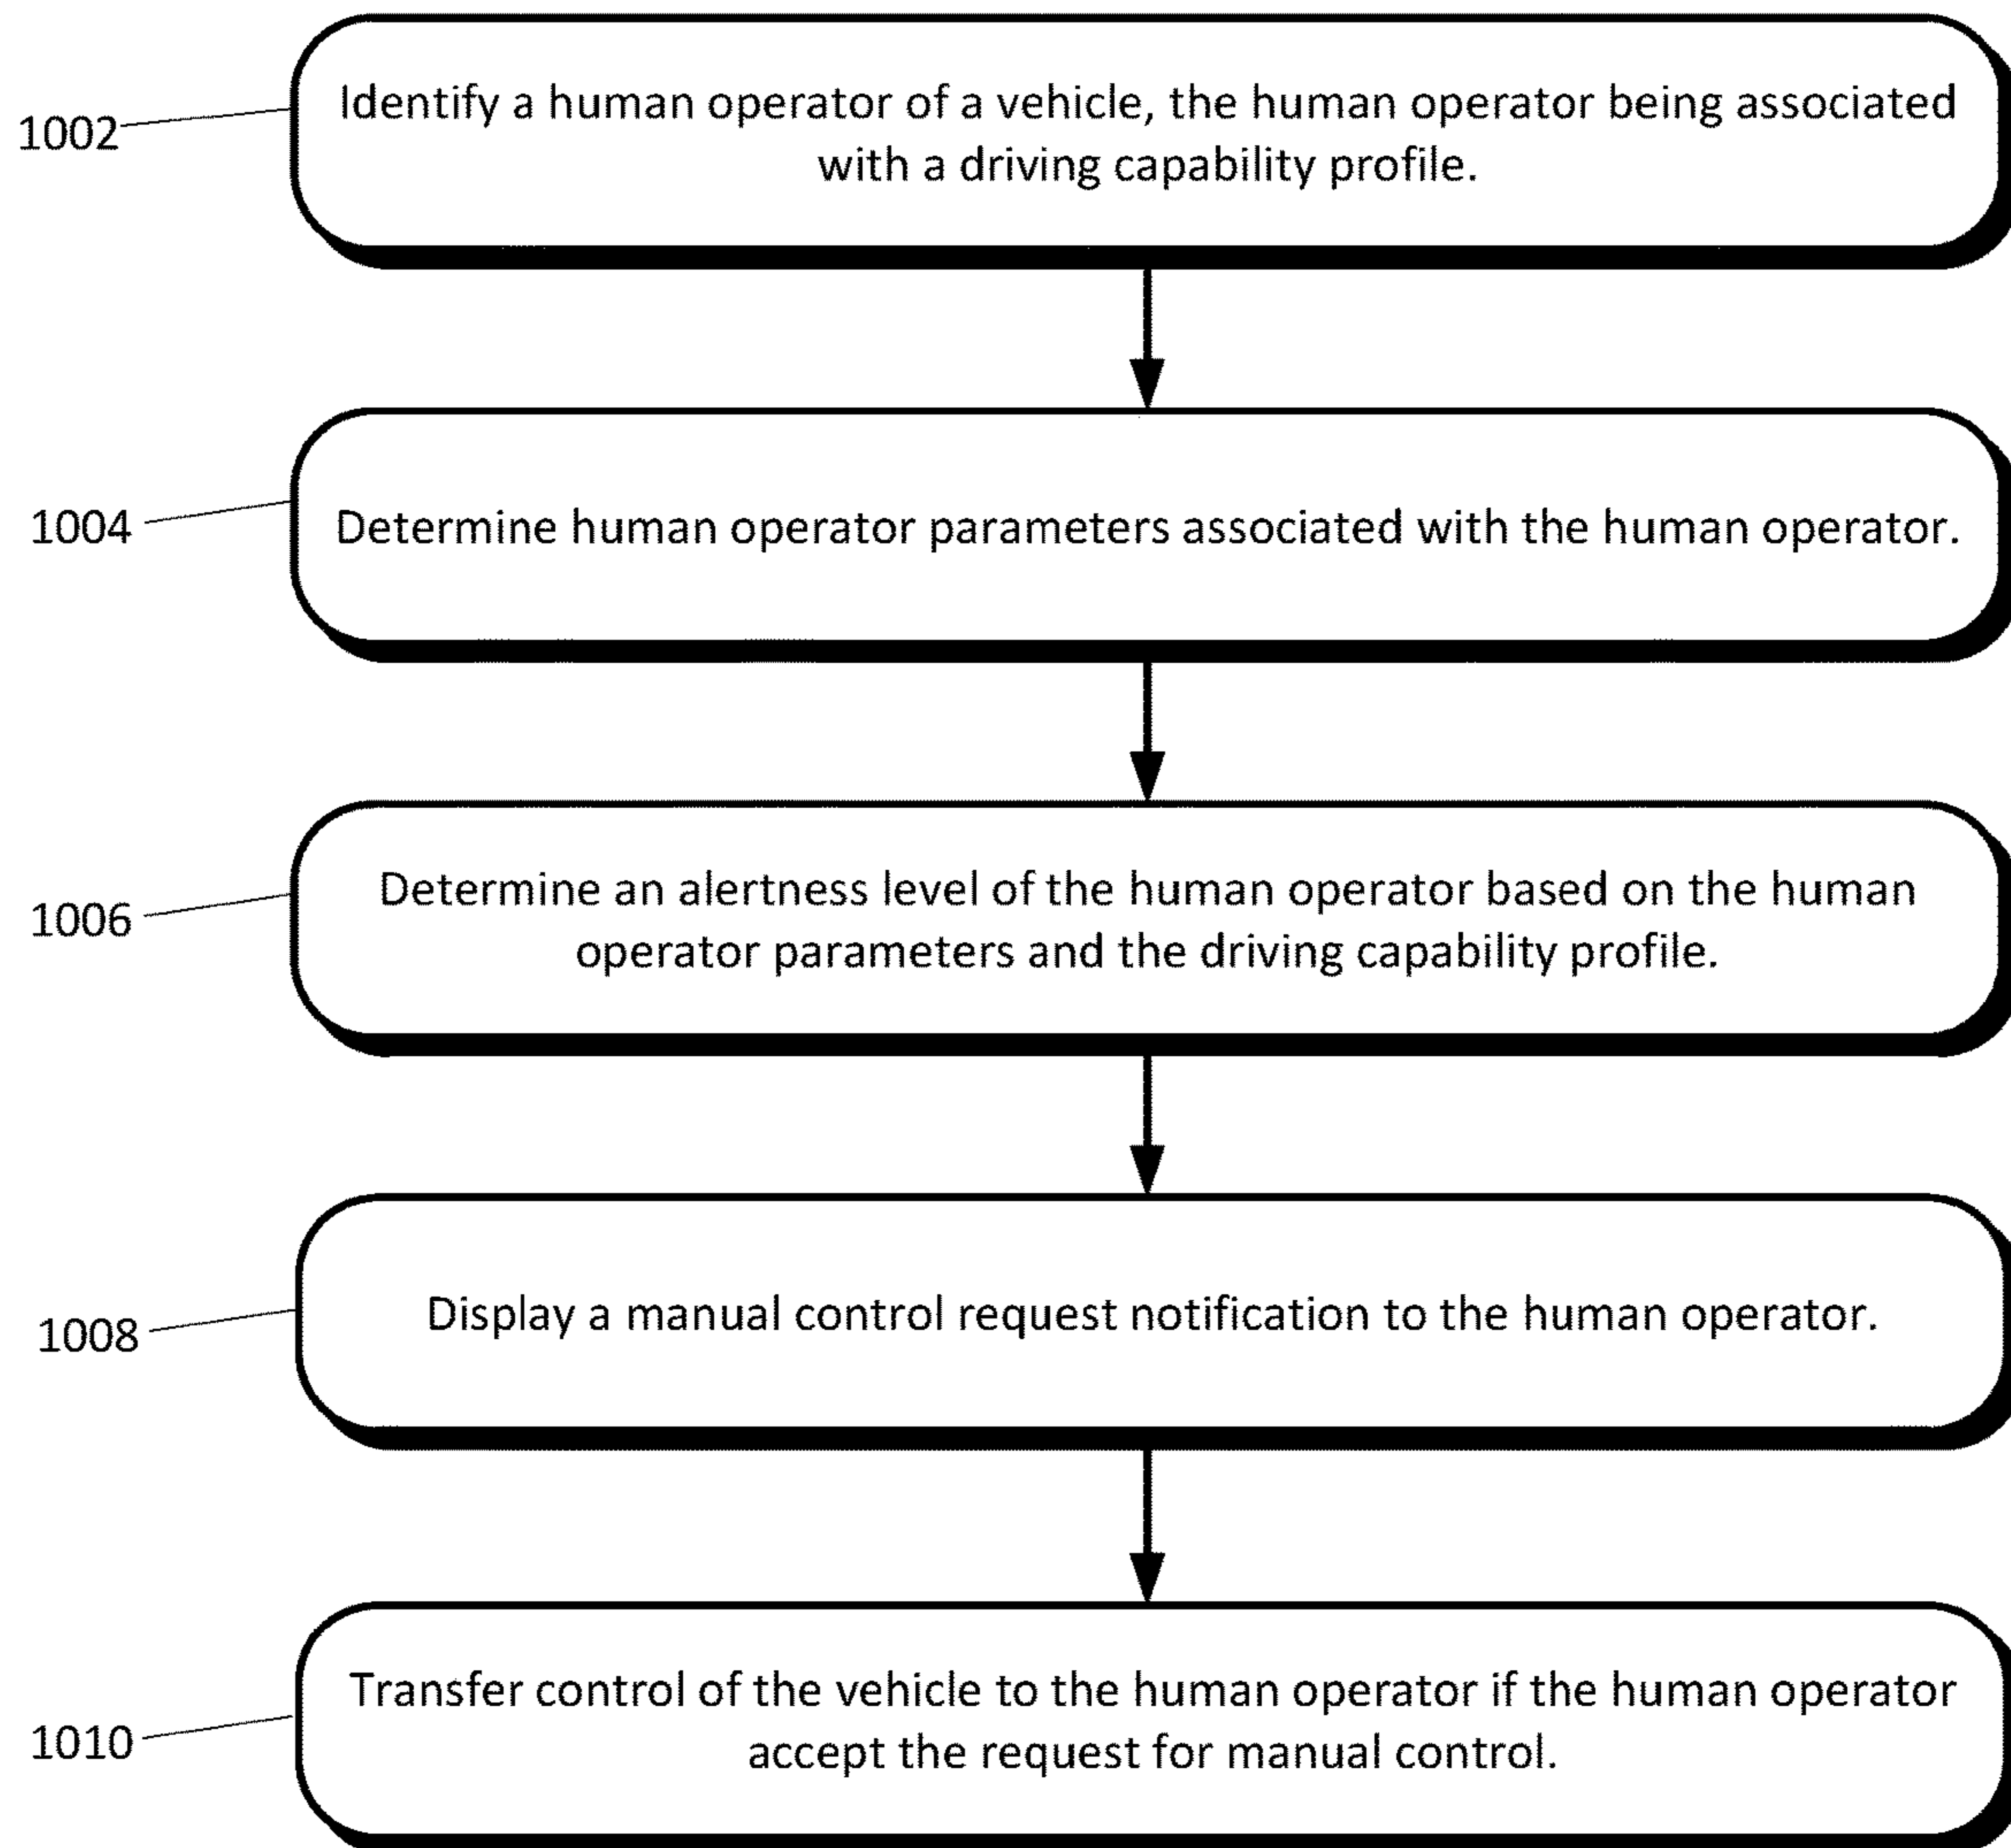 1002
Identify a human operator of a vehicle, the human operator being associated
with a driving capability profile.
1004
Determine human operator parameters associated with the human operator.
1006
Determine an alertness level of the human operator based on the human
operator parameters and the driving capability profile.
1008
Display a manual control request notification to the human operator.
1010
Transfer control of the vehicle to the human operator if the human operator
accept the request for manual control.